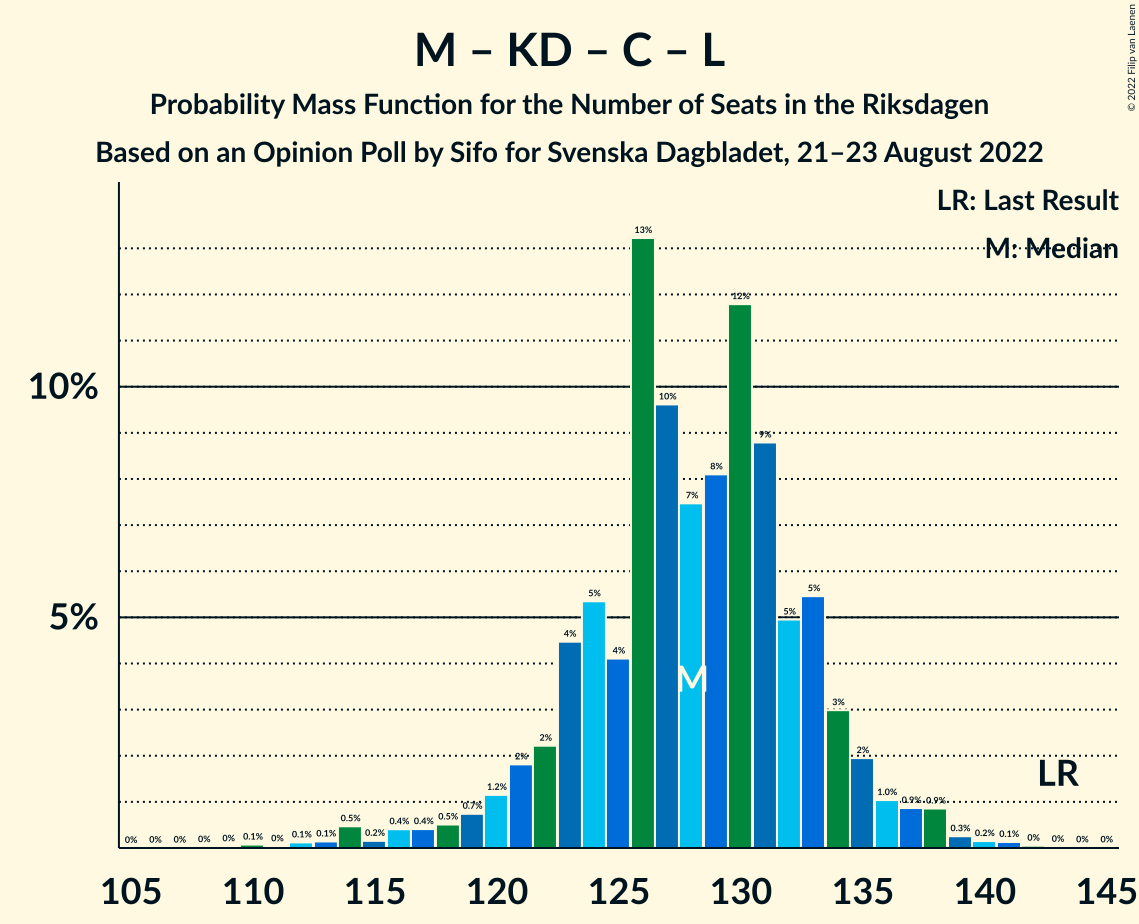 M – KD – C – L
Probability Mass Function for the Number of Seats in the Riksdagen
Based on an Opinion Poll by Sifo for Svenska Dagbladet, 21–23 August 2022
© 2022 Filip van Laenen
LR: Last Result
M: Median
10%
5%
0% 0% 0% 0% 0% 0.1% 0% 0.1% 0.1% 0.5% 0.2% 0.4% 0.4% 0.5% 0.7% 1.2% 2% 2% 4% 5% 4% 13% 10% 7% 8% 12% 9% 5% 5% 3% 2% 1.0% 0.9% 0.9% 0.3% 0.2% 0.1% 0% 0% 0% 0%
M
LR
105 110 115 120 125 130 135 140 145